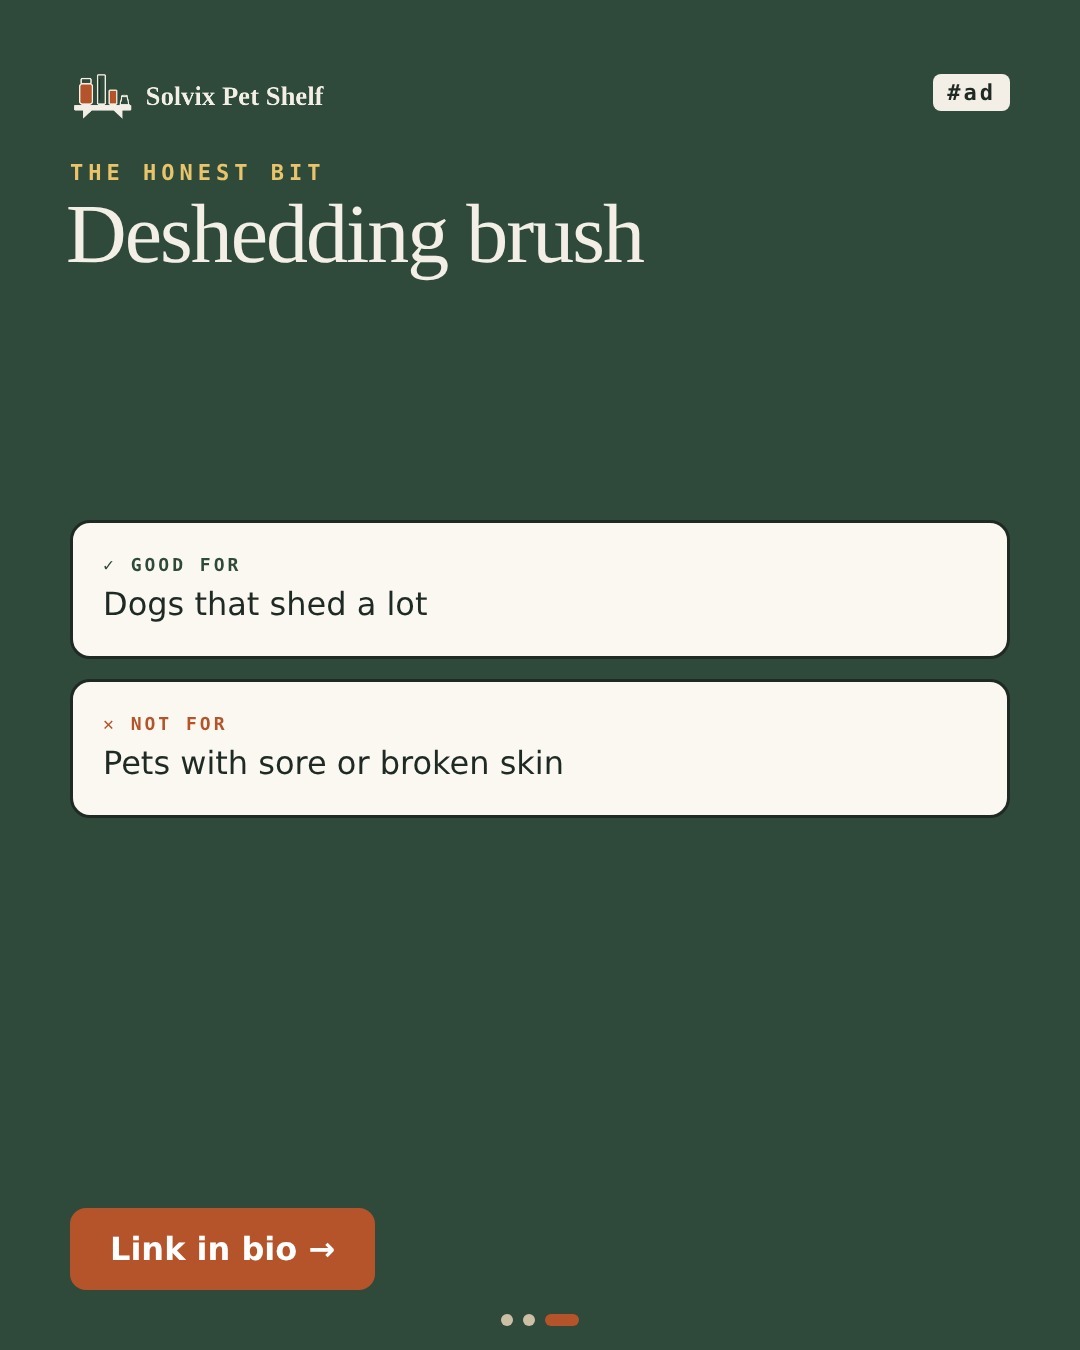 Solvix Pet Shelf
#ad
THE HONEST BIT
Deshedding brush
✓ GOOD FOR
Dogs that shed a lot
✕ NOT FOR
Pets with sore or broken skin
Link in bio →